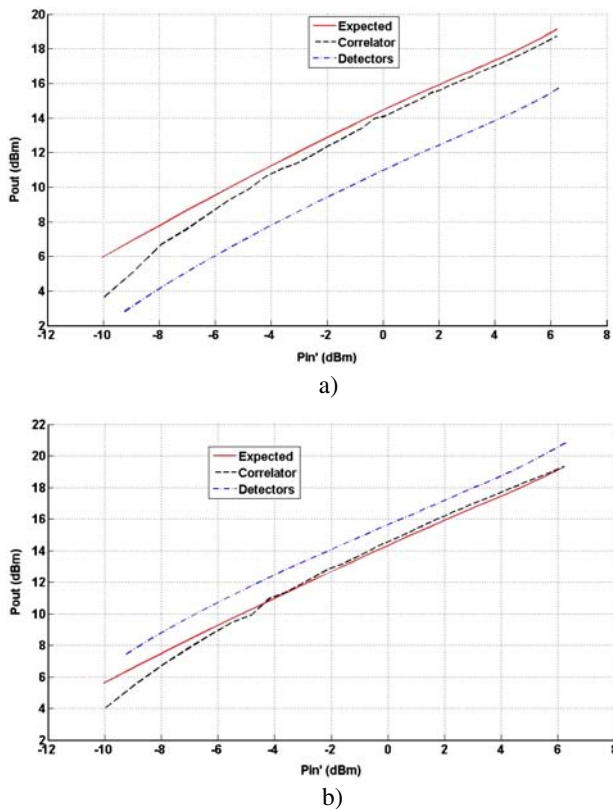 20
18
16
14
12
10
8
6
4
2
Pout (dBm)
Expected
Correlator
Detectors
-12 -10 -8 -6 -4 -2 0 2 4 6 8
Pin' (dBm)
a)
22
20
18
16
14
12
10
8
6
4
2
Pout (dBm)
Expected
Correlator
Detectors
-12 -10 -8 -6 -4 -2 0 2 4 6 8
Pin' (dBm)
b)